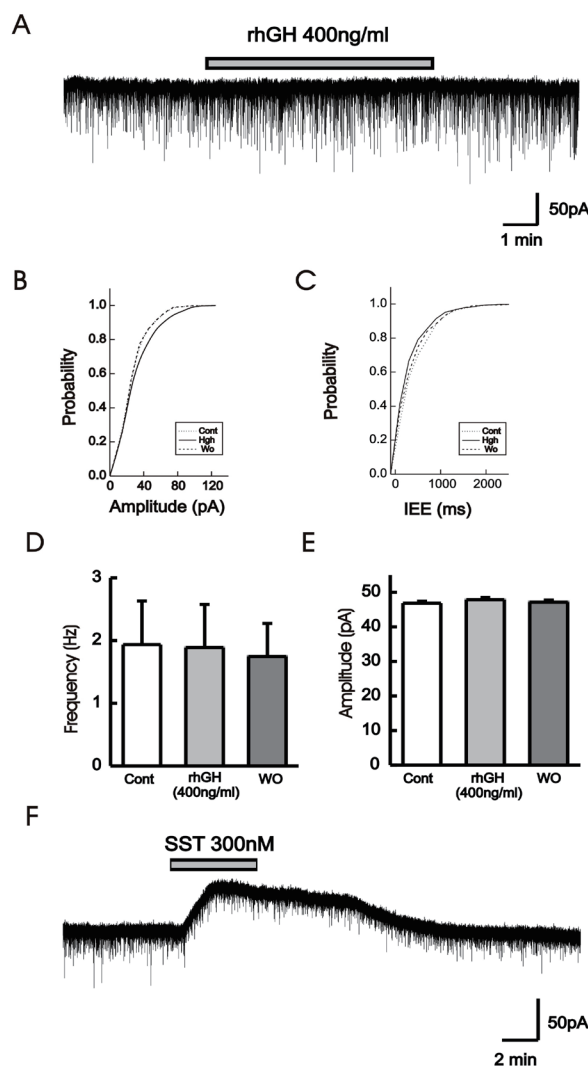 A
rhGH 400ng/ml
50pA
1 min
B
Probability
1.0
0.8
0.6
0.4
0.2
0.0
Cont
Hgh
Wo
0 40 80 120
Amplitude (pA)
C
Probability
1.0
0.8
0.6
0.4
0.2
0.0
Cont
Hgh
Wo
0 1000 2000
IEE (ms)
D
Frequency (Hz)
3
2
1
0
Cont rhGH WO
(400ng/ml)
E
Amplitude (pA)
50
40
30
20
10
0
Cont rhGH WO
(400ng/ml)
F
SST 300nM
50pA
2 min